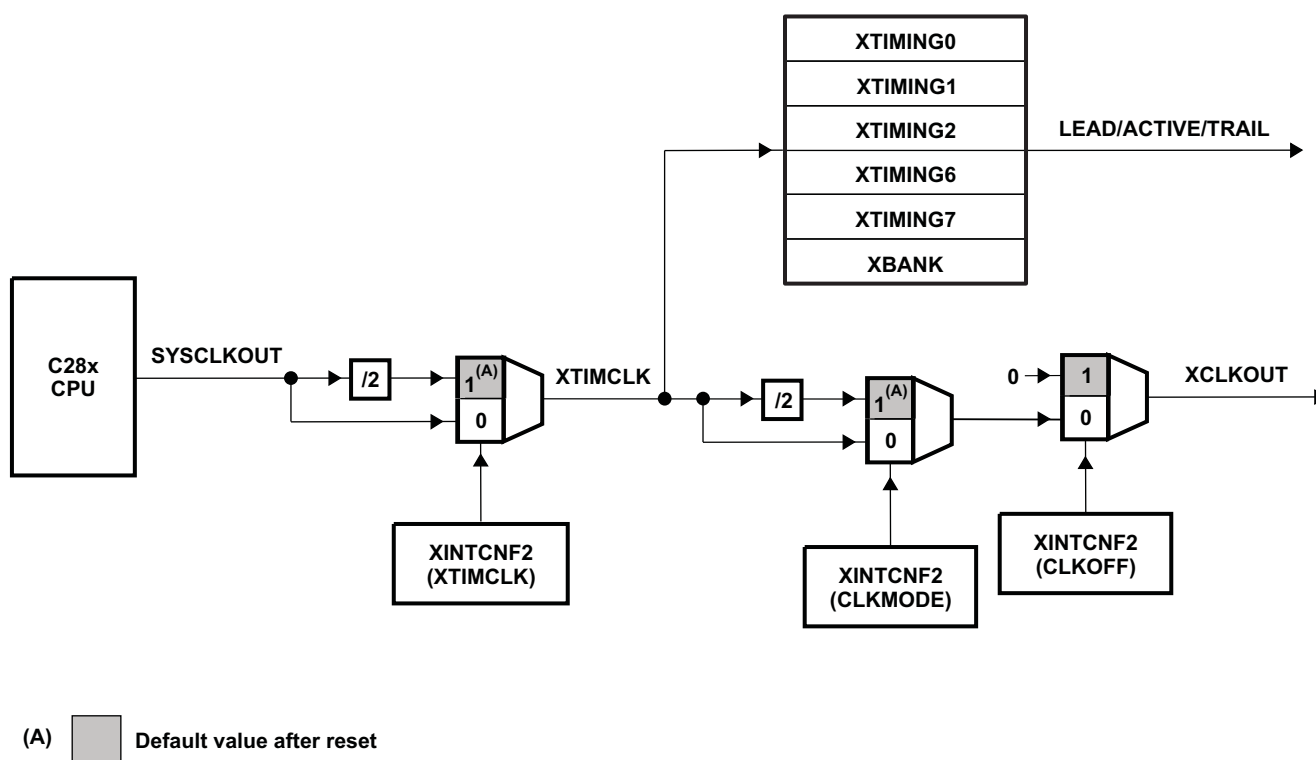 XTIMING0
XTIMING1
XTIMING2
LEAD/ACTIVE/TRAIL
XTIMING6
XTIMING7
XBANK
C28x
CPU
SYSCLKOUT
/2
1(A)
0
XTIMCLK
/2
1(A)
0
0
1
0
XCLKOUT
XINTCNF2
(XTIMCLK)
XINTCNF2
(CLKMODE)
XINTCNF2
(CLKOFF)
(A)
Default value after reset